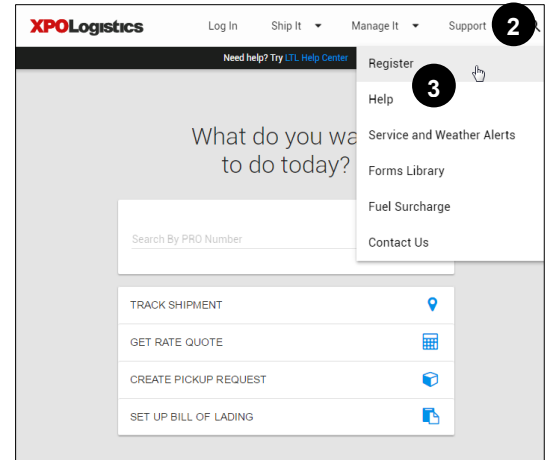 XPOLogistics Log In Ship It Manage It Support 2
Need help? Try LTL Help Center
Register
3
Help
Service and Weather Alerts
Forms Library
Fuel Surcharge
Contact Us
What do you
to do today?
Search By PRO Number
TRACK SHIPMENT
GET RATE QUOTE
CREATE PICKUP REQUEST
SET UP BILL OF LADING